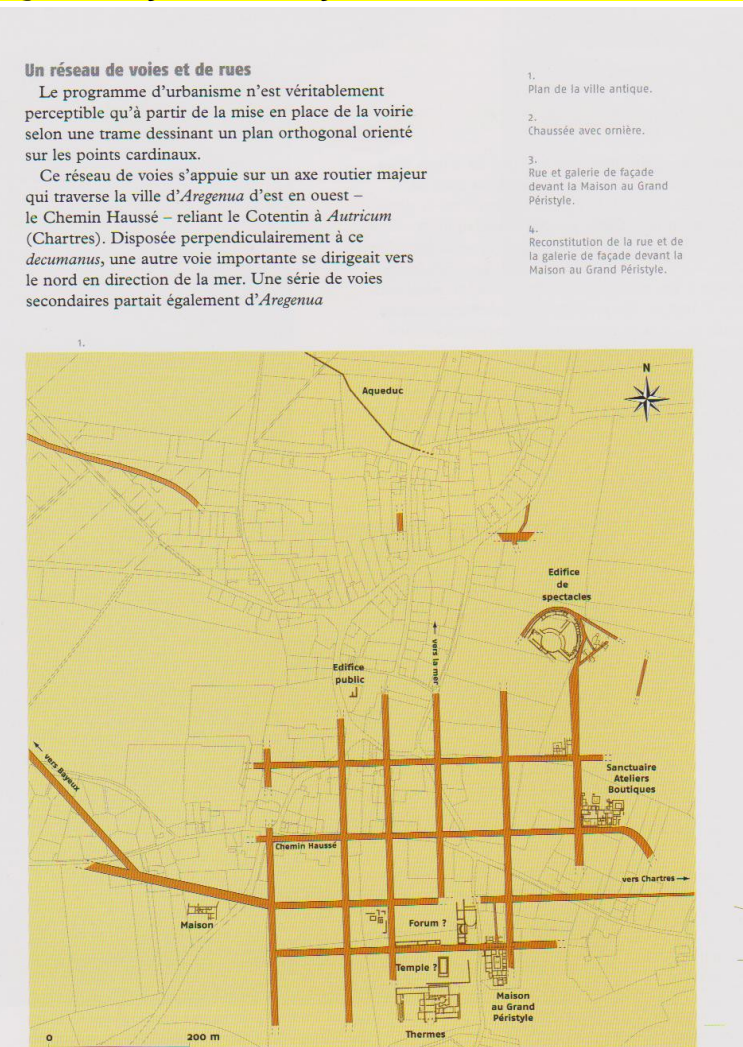 Un réseau de voies et de rues
Le programme d'urbanisme n'est véritablement
perceptible qu'à partir de la mise en place de la voirie
selon une trame dessinant un plan orthogonal orienté
sur les points cardinaux.
Ce réseau de voies s'appuie sur un axe routier majeur
qui traverse la ville d'Aregenua d'est en ouest –
le Chemin Haussé – reliant le Cotentin à Autricum
(Chartres). Disposée perpendiculairement à ce
decumanus, une autre voie importante se dirigeait vers
le nord en direction de la mer. Une série de voies
secondaires partait également d'Aregenua
1.
Plan de la ville antique.
2.
Chaussée avec ornière.
3.
Rue et galerie de façade
devant la Maison au Grand
Péristyle.
4.
Reconstitution de la rue et de
la galerie de façade devant la
Maison au Grand Péristyle.
1.
N
Aqueduc
Edifice
de
spectacles
vers la mer
Edifice
public
vers Bayeux
Sanctuaire
Ateliers
Boutiques
Chemin Haussé
vers Chartres
Maison
Forum ?
Temple ?
Maison
au Grand
Péristyle
Thermes
0 200 m